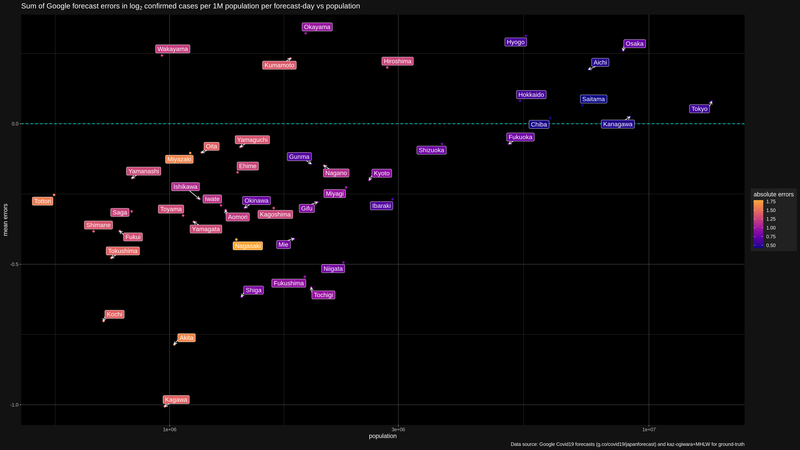 Sum of Google forecast errors in log2 confirmed cases per 1M population per forecast-day vs population
Okayama
Hyogo
Osaka
Wakayama
Kumamoto
Hiroshima
Aichi
Hokkaido
Saitama
Tokyo
0.0
Chiba
Kanagawa
Fukuoka
Oita
Yamaguchi
Shizuoka
Miyazaki
Gunma
Yamanashi
Ehime
Nagano
Kyoto
Ishikawa
Miyagi
Tottori
Iwate
Okinawa
Ibaraki
Saga
Toyama
Gifu
Aomori
Kagoshima
Shimane
Yamagata
Fukui
Nagasaki
Mie
Tokushima
-0.5
Niigata
Fukushima
Shiga
Tochigi
Kochi
Akita
Kagawa
-1.0
mean errors
1e+06
3e+06
1e+07
population
absolute errors
1.75
1.50
1.25
1.00
0.75
0.50
Data source: Google Covid19 forecasts (g.co/covid19/japanforecast) and kaz-ogiwara+MHLW for ground-truth